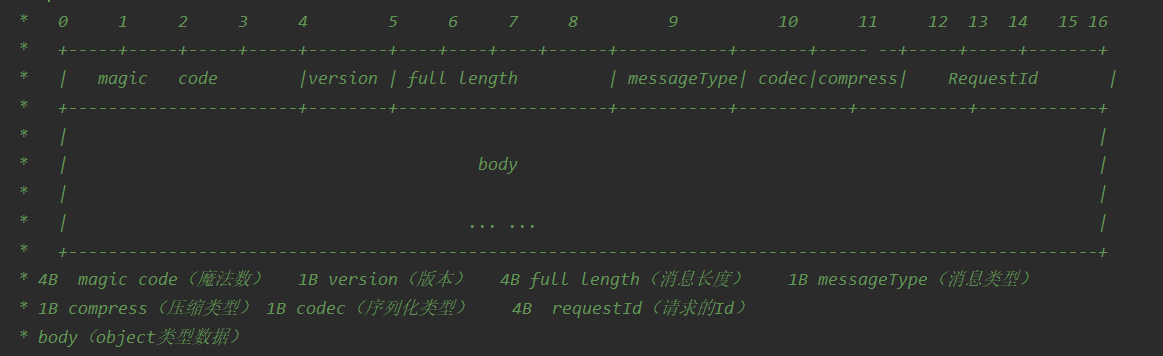 *   0     1     2     3     4        5     6     7     8         9          10       11      12  13  14   15 16
*   +-----+-----+-----+-----+--------+----+----+----+------+-----------+-------+----- --+-----+-----+-------+
*   |   magic   code        |version | full length         | messageType| codec|compress|    RequestId       |
*   +-----------------------+--------+---------------------+-----------+-----------+-----------+------------+
*   |                                                                                                       |
*   |                                         body                                                          |
*   |                                                                                                       |
*   |                                        ... ...                                                        |
*   +-------------------------------------------------------------------------------------------------------+
* 4B  magic code（魔法数）   1B version（版本）   4B full length（消息长度）    1B messageType（消息类型）
* 1B compress（压缩类型） 1B codec（序列化类型）    4B  requestId（请求的Id）
* body（object类型数据）